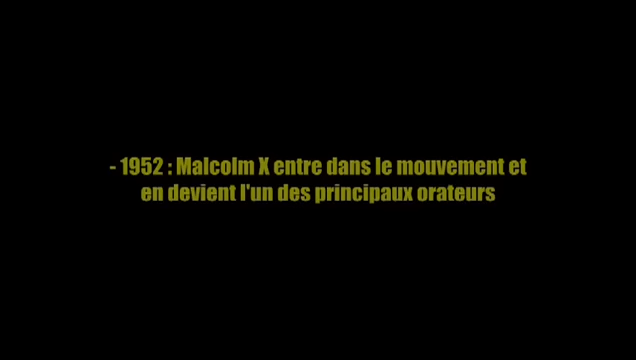 - 1952 : Malcolm X entre dans le mouvement et
en devient l'un des principaux orateurs